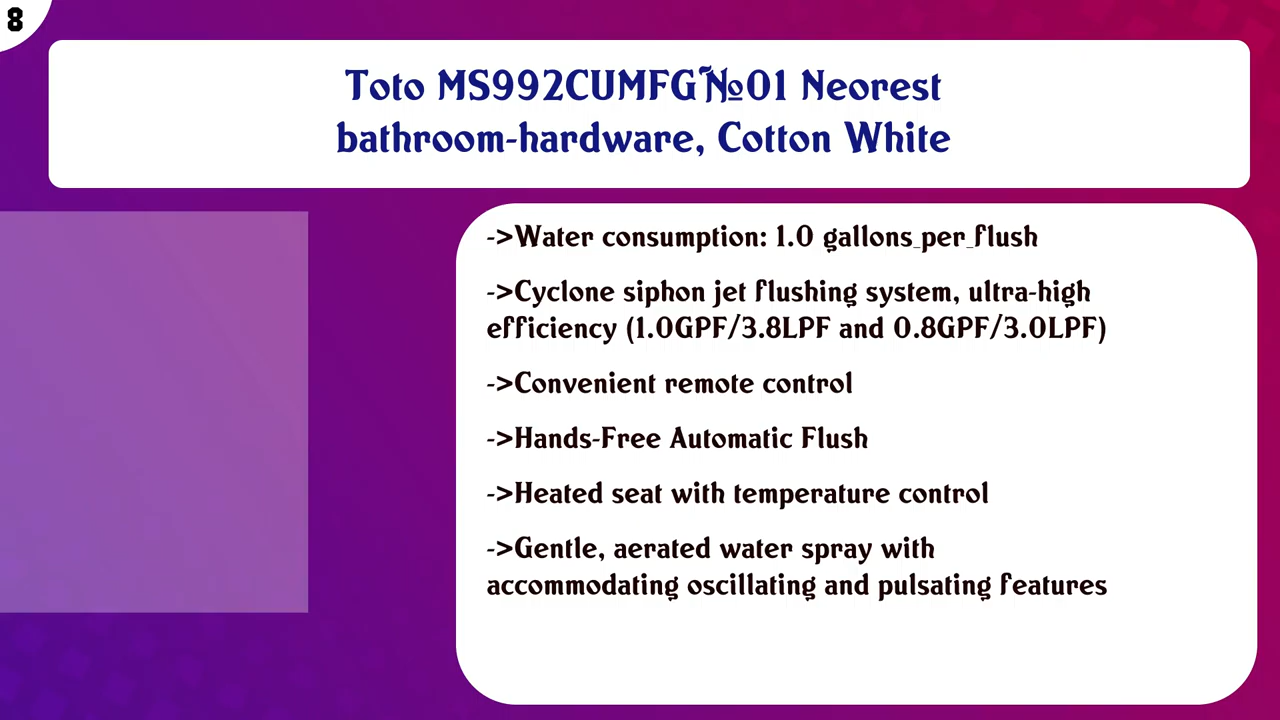 8
Toto MS992CUMFG~№01 Neorest
bathroom-hardware, Cotton White
->Water consumption: 1.0 gallons_per_flush
->Cyclone siphon jet flushing system, ultra-high
efficiency (1.0GPF/3.8LPF and 0.8GPF/3.0LPF)
->Convenient remote control
->Hands-Free Automatic Flush
->Heated seat with temperature control
->Gentle, aerated water spray with
accommodating oscillating and pulsating features